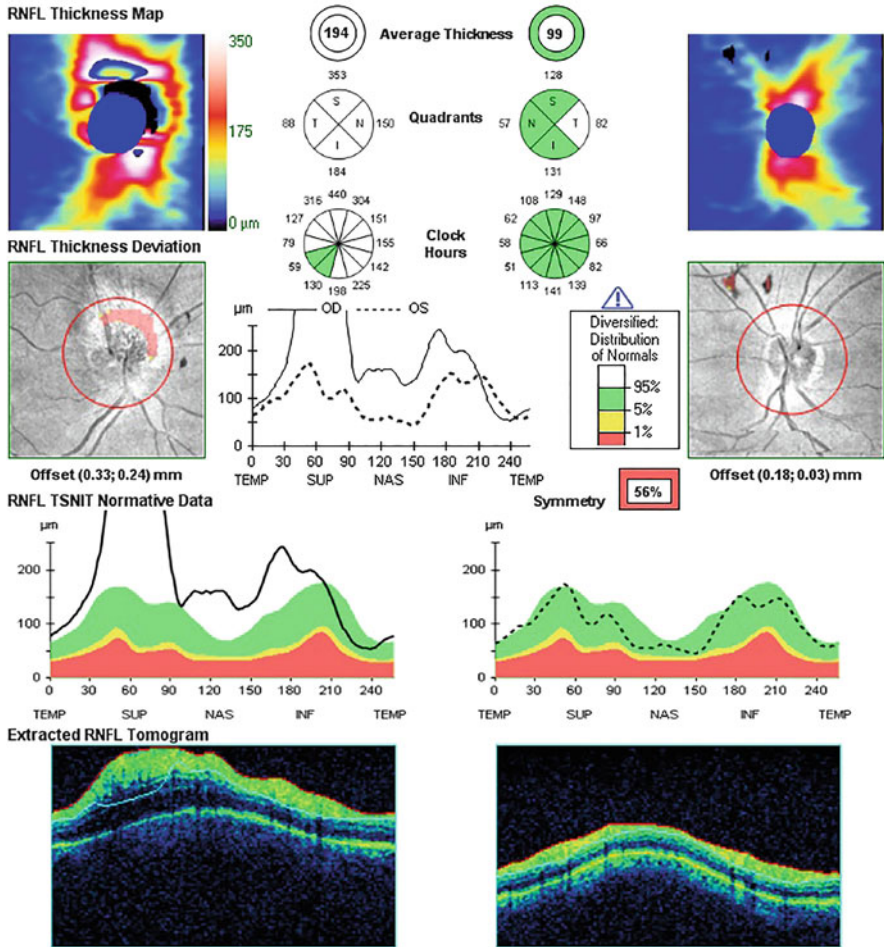 RNFL Thickness Map
350
175
0 µm
194
Average Thickness
99
353
128
S
T
N
I
88
150
184
Quadrants
S
N
T
I
57
82
131
440
304
151
155
142
225
198
130
59
79
127
316
Clock
Hours
129
148
97
66
82
139
141
113
51
58
62
108
RNFL Thickness Deviation
Offset (0.33; 0.24) mm
µm
OD
OS
200
100
0
0 30 60 90 120 150 180 210 240
TEMP SUP NAS INF TEMP
Diversified:
Distribution
of Normals
95%
5%
1%
Offset (0.18; 0.03) mm
RNFL TSNIT Normative Data
Symmetry
56%
µm
200
100
0
0 30 60 90 120 150 180 210 240
TEMP SUP NAS INF TEMP
µm
200
100
0
0 30 60 90 120 150 180 210 240
TEMP SUP NAS INF TEMP
Extracted RNFL Tomogram